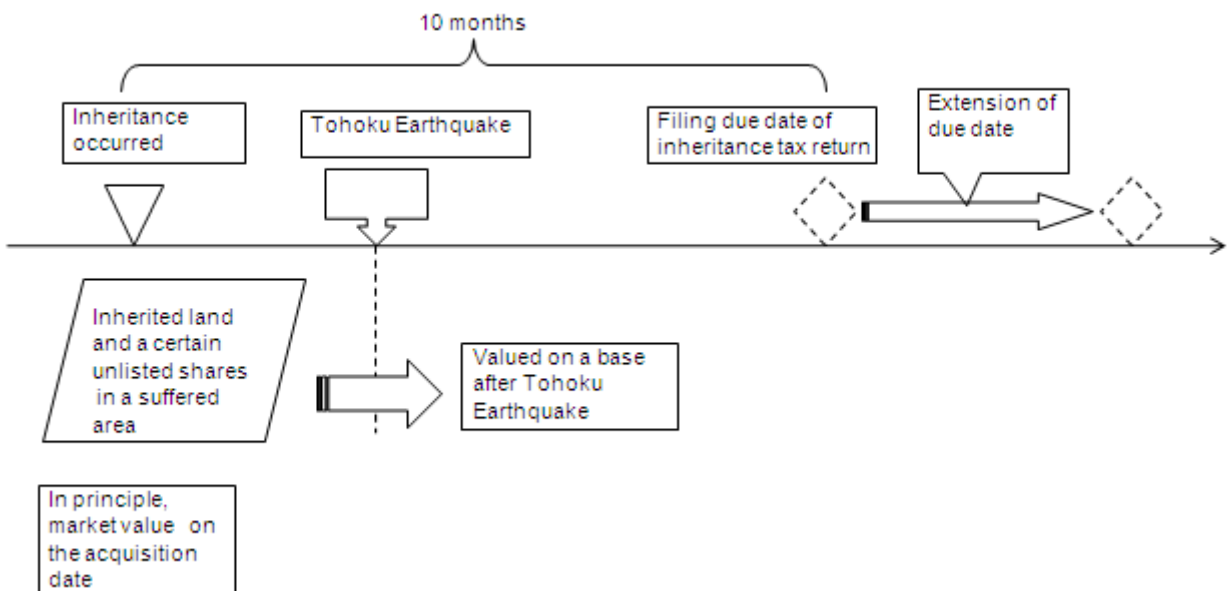 10 months
Inheritance
occurred
Tohoku Earthquake
Filing due date of
inheritance tax return
Extension of
due date
Inherited land
and a certain
unlisted shares
in a suffered
area
Valued on a base
after Tohoku
Earthquake
In principle,
market value on
the acquisition
date